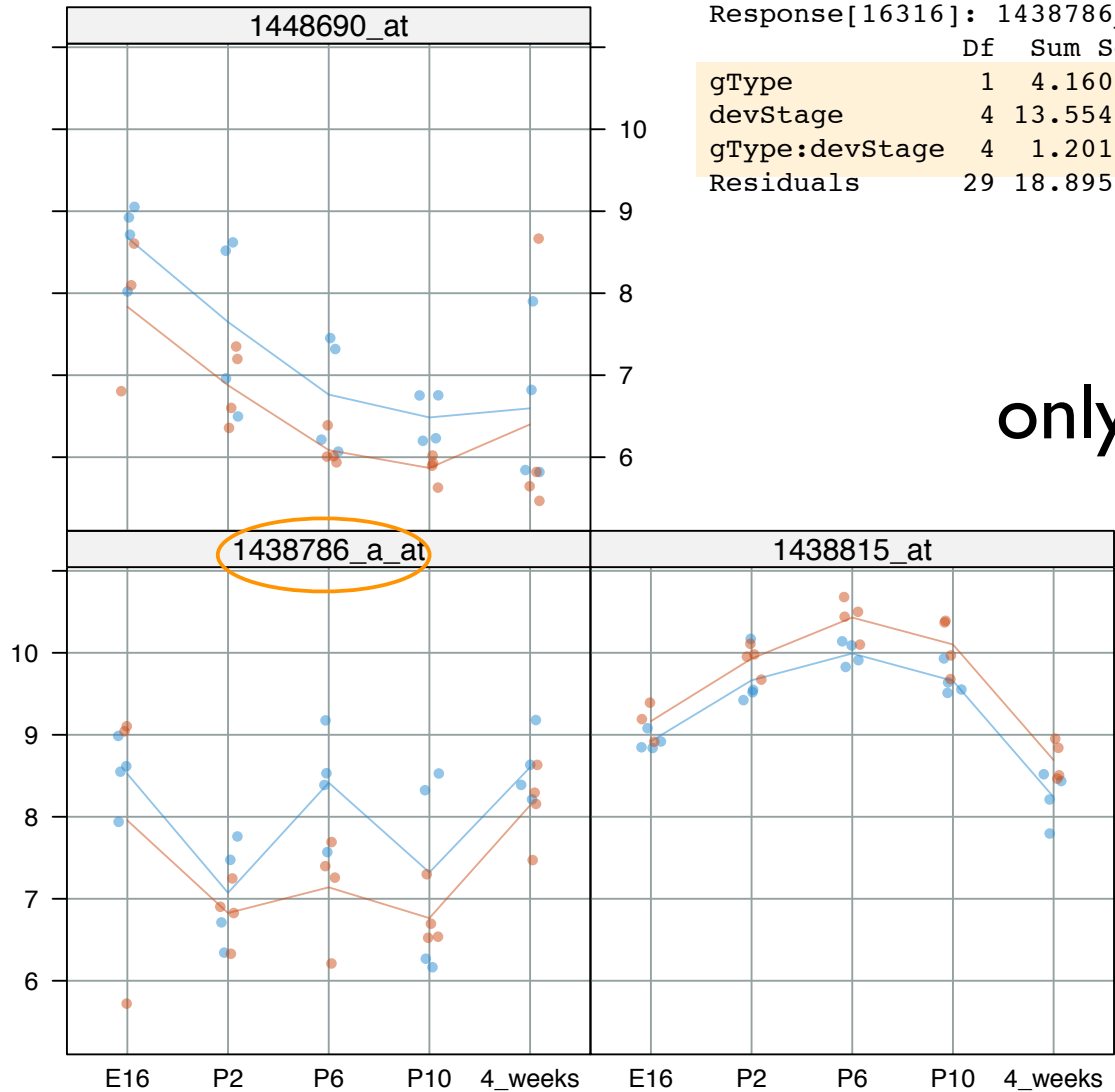 1448690_at
Response[16316]: 1438786_
Df Sum S
gType 1 4.160
devStage 4 13.554
gType:devStage 4 1.201
Residuals 29 18.895
10
9
8
7
6
only
1438786_a_at
1438815_at
10
9
8
7
6
E16 P2 P6 P10 4_weeks E16 P2 P6 P10 4_weeks